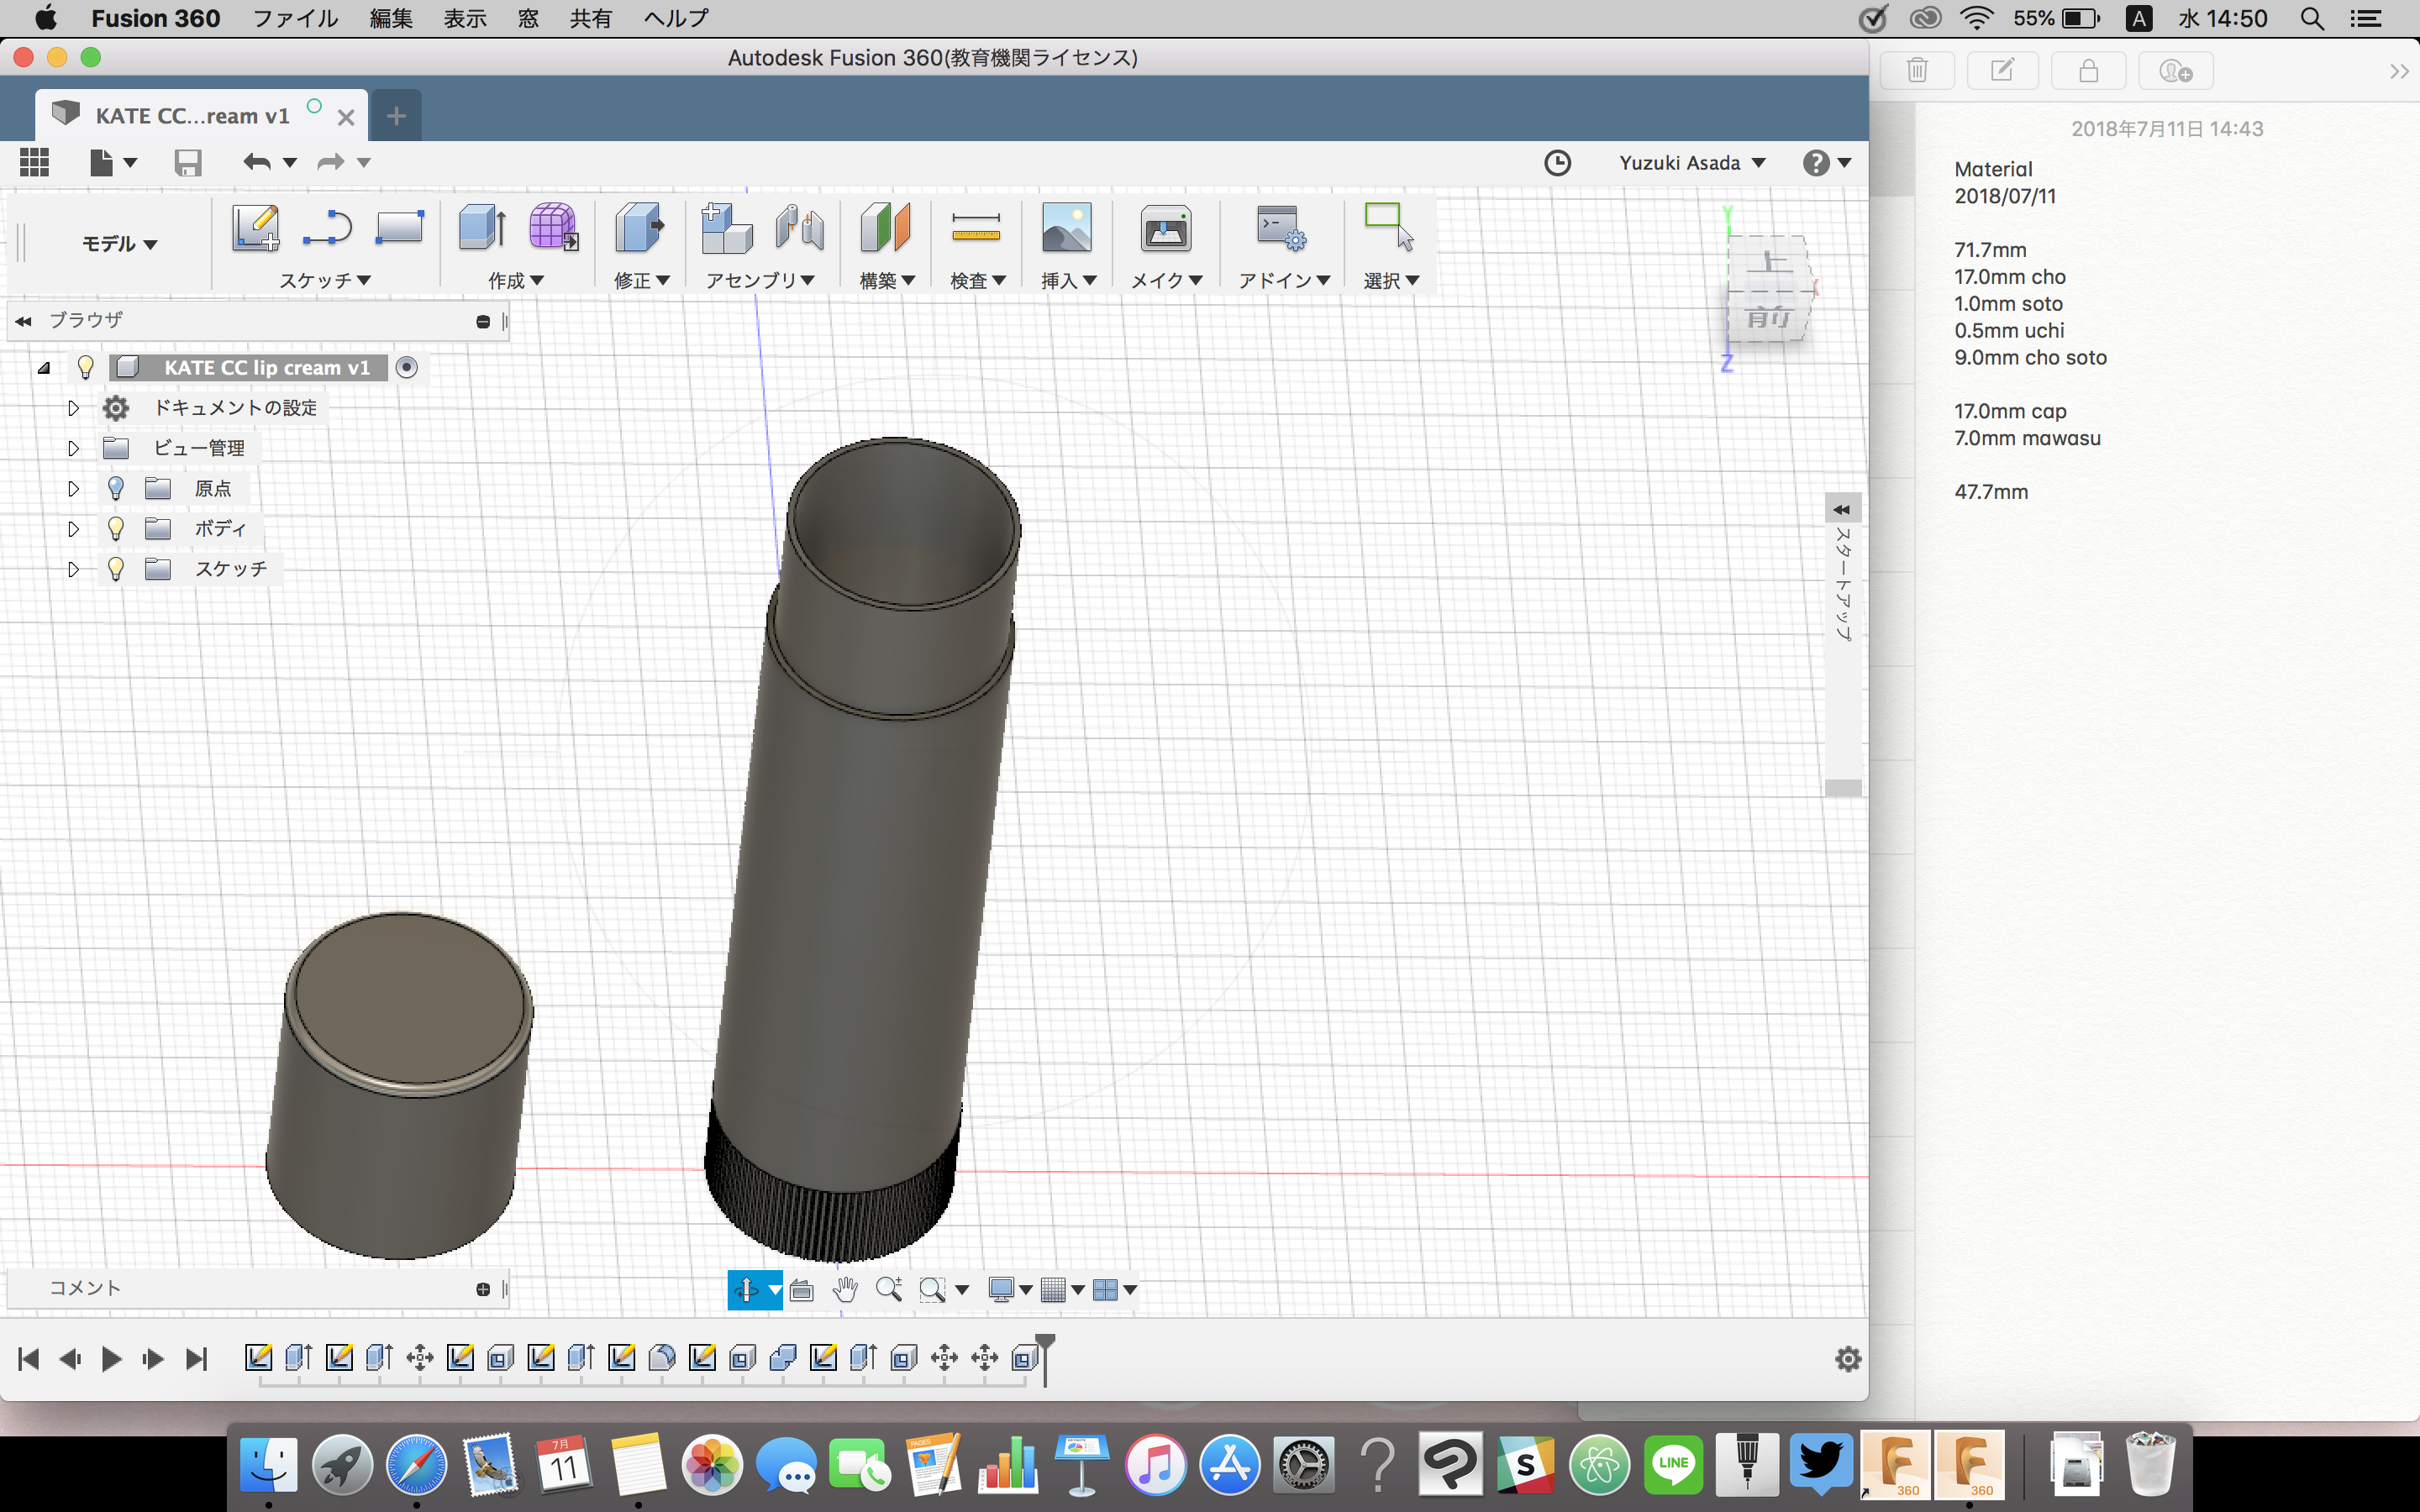 Fusion 360 ファイル 編集 表示 窓 共有 ヘルプ 55% A 水 14:50
Autodesk Fusion 360(教育機関ライセンス)
KATE CC...ream v1
Yuzuki Asada
モデル
スケッチ 作成 修正 アセンブリ 構築 検査 挿入 メイク アドイン 選択
ブラウザ
KATE CC lip cream v1
ドキュメントの設定
ビュー管理
原点
ボディ
スケッチ
Y
上
X
前
Z
スタートアップ
コメント
2018年7月11日 14:43
Material
2018/07/11
71.7mm
17.0mm cho
1.0mm soto
0.5mm uchi
9.0mm cho soto
17.0mm cap
7.0mm mawasu
47.7mm
7月
11
PAGES
S
LINE
F
360
F
360